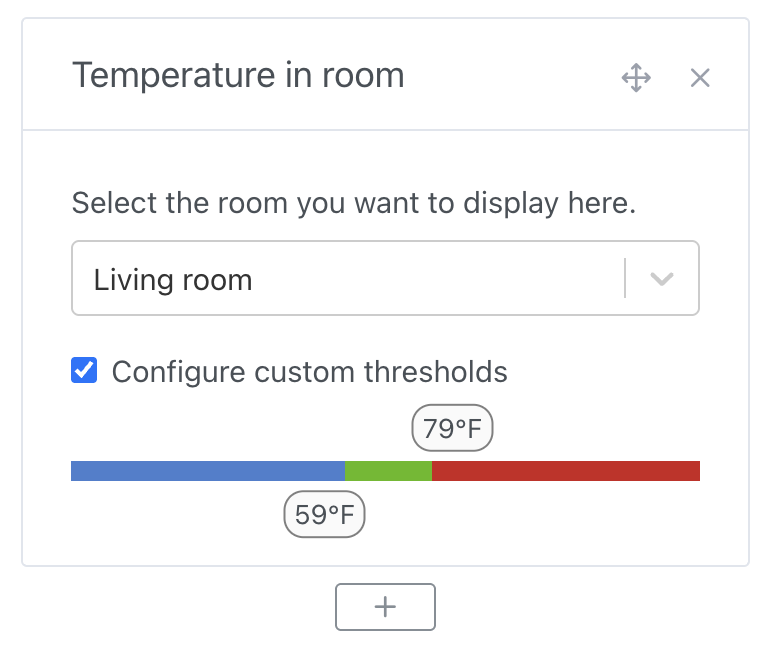 Temperature in room
Select the room you want to display here.
Living room
Configure custom thresholds
79°F
59°F
+